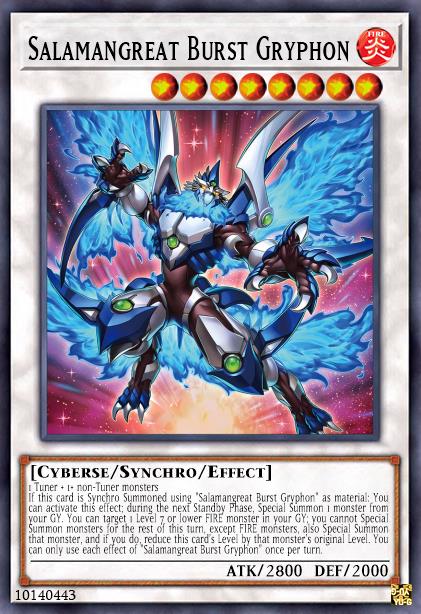 SALAMANGREAT BURST GRYPHON
FIRE
炎
[CYBERSE/SYNCHRO/EFFECT]
1 Tuner + 1+ non-Tuner monsters
If this card is Synchro Summoned using "Salamangreat Burst Gryphon" as material: You
can activate this effect; during the next Standby Phase, Special Summon 1 monster from
your GY. You can target 1 Level 7 or lower FIRE monster in your GY; you cannot Special
Summon monsters for the rest of this turn, except FIRE monsters, also Special Summon
that monster, and if you do, reduce this card's Level by that monster's original Level. You
can only use each effect of "Salamangreat Burst Gryphon" once per turn.
ATK/2800 DEF/2000
10140443